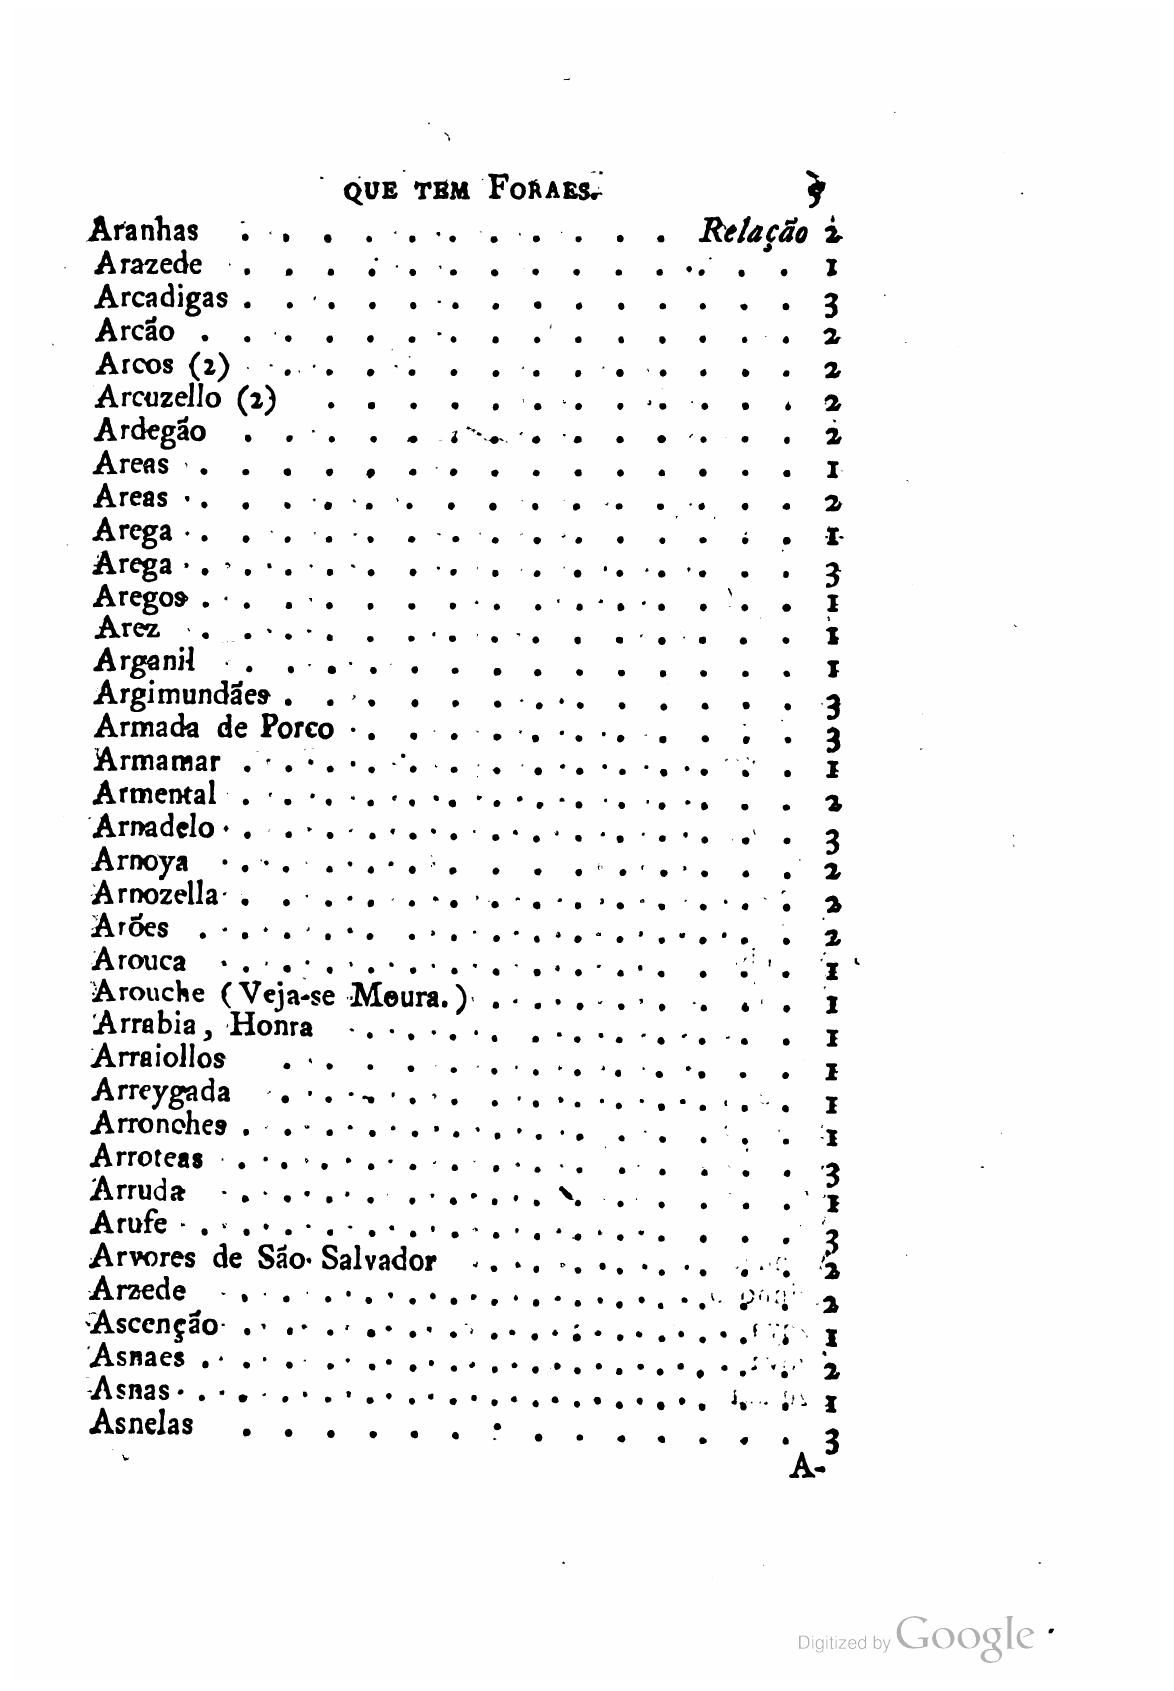 QUE TEM FORAES. 9
Aranhas . . . . . . . . . . . Relação 2
Arazede . . . . . . . . . . . . . . 1
Arcadigas . . . . . . . . . . . . . . 3
Arcão . . . . . . . . . . . . . . . 2
Arcos (2) . . . . . . . . . . . . . 2
Arcuzello (2) . . . . . . . . . . . . 2
Ardegão . . . . . . . . . . . . . . 2
Areas . . . . . . . . . . . . . . . 1
Areas . . . . . . . . . . . . . . . 2
Arega . . . . . . . . . . . . . . . 1
Arega . . . . . . . . . . . . . . . 3
Aregos . . . . . . . . . . . . . . . 1
Arez . . . . . . . . . . . . . . . 1
Arganil . . . . . . . . . . . . . . 1
Argimundães . . . . . . . . . . . . . 3
Armada de Porco . . . . . . . . . . . 3
Armamar . . . . . . . . . . . . . . 1
Armental . . . . . . . . . . . . . . 2
Arnadelo . . . . . . . . . . . . . . 3
Arnoya . . . . . . . . . . . . . . 2
Arnozella . . . . . . . . . . . . . . 2
Arões . . . . . . . . . . . . . . . 2
Arouca . . . . . . . . . . . . . . 1
Arouche (Veja-se Moura.) . . . . . . . . 1
Arrabia, Honra . . . . . . . . . . . 1
Arraiollos . . . . . . . . . . . . . 1
Arreygada . . . . . . . . . . . . . 1
Arronches . . . . . . . . . . . . . . 1
Arroteas . . . . . . . . . . . . . . 3
Arruda . . . . . . . . . . . . . . 1
Arufe . . . . . . . . . . . . . . . 3
Arvores de São Salvador . . . . . . . . 2
Arzede . . . . . . . . . . . . . . 2
Ascenção . . . . . . . . . . . . . . 1
Asnaes . . . . . . . . . . . . . . . 2
Asnas . . . . . . . . . . . . . . . 1
Asnelas . . . . . . . . . . . . . . 3
A-
Digitized by Google